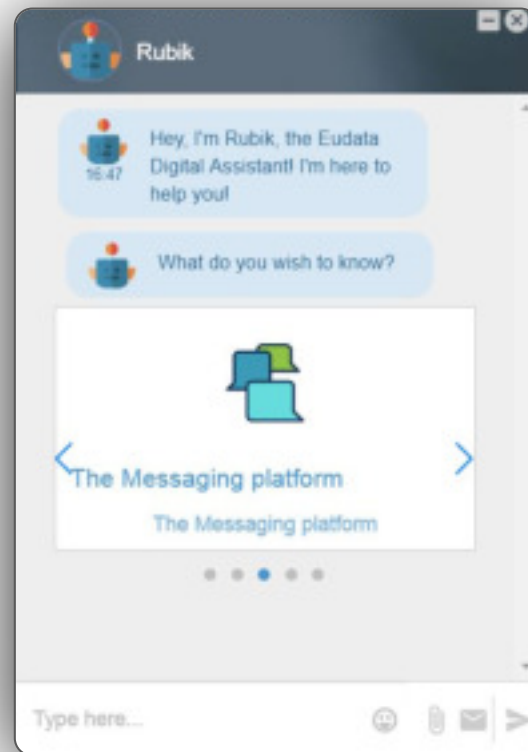 Rubik
Hey, I'm Rubik, the Eudata
Digital Assistant! I'm here to
help you!
16:47
What do you wish to know?
The Messaging platform
The Messaging platform
Type here...